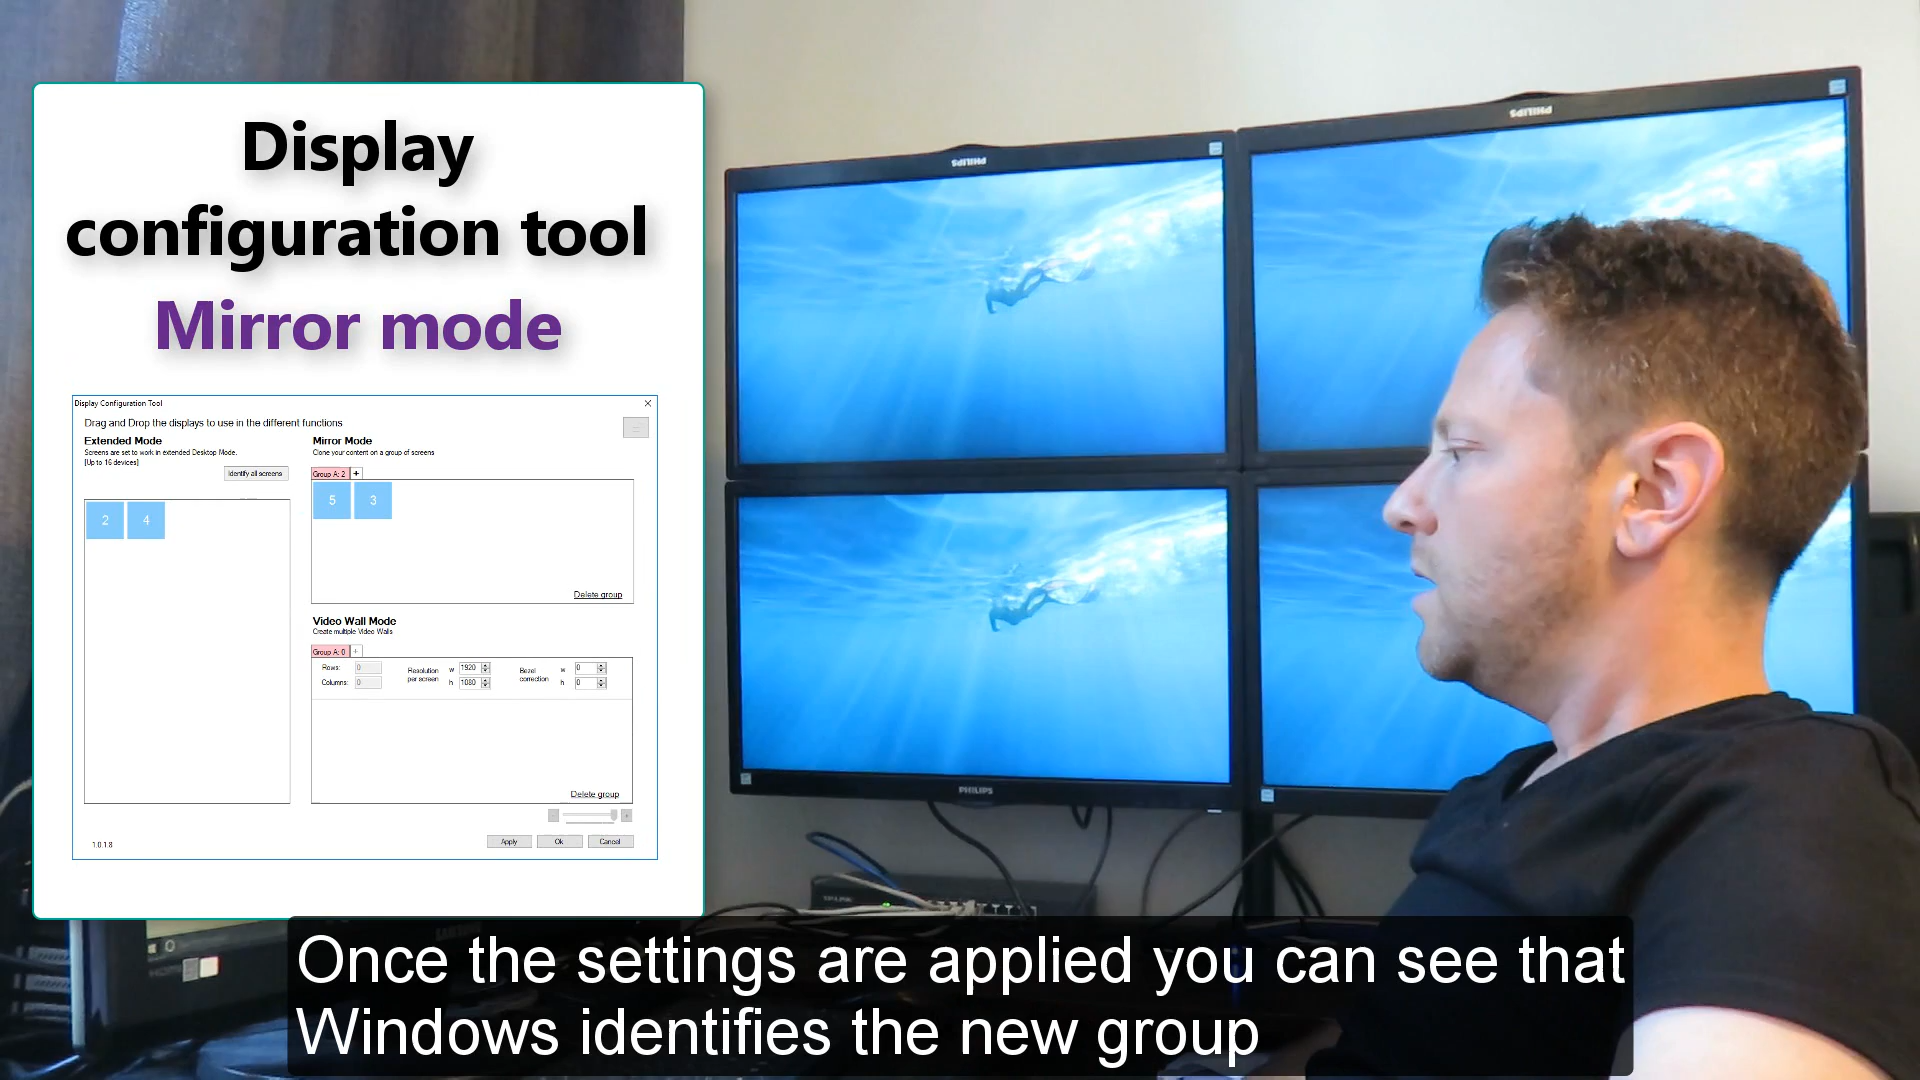 Display
configuration tool
Mirror mode
Display Configuration Tool
Drag and Drop the displays to use in the different functions
Extended Mode
Screens are set to work in extended Desktop Mode.
[Up to 16 devices]
Identify all screens
2 4
Mirror Mode
Clone your content on a group of screens
Group A: 2 +
5 3
Delete group
Video Wall Mode
Create multiple Video Walls
Group A: 0 +
Rows: 0
Columns: 0
Resolution
per screen
w 1920
h 1080
Bezel
correction
w 0
h 0
Delete group
1.0.1.8
Apply Ok Cancel
PHILIPS
PHILIPS
PHILIPS
Once the settings are applied you can see that
Windows identifies the new group